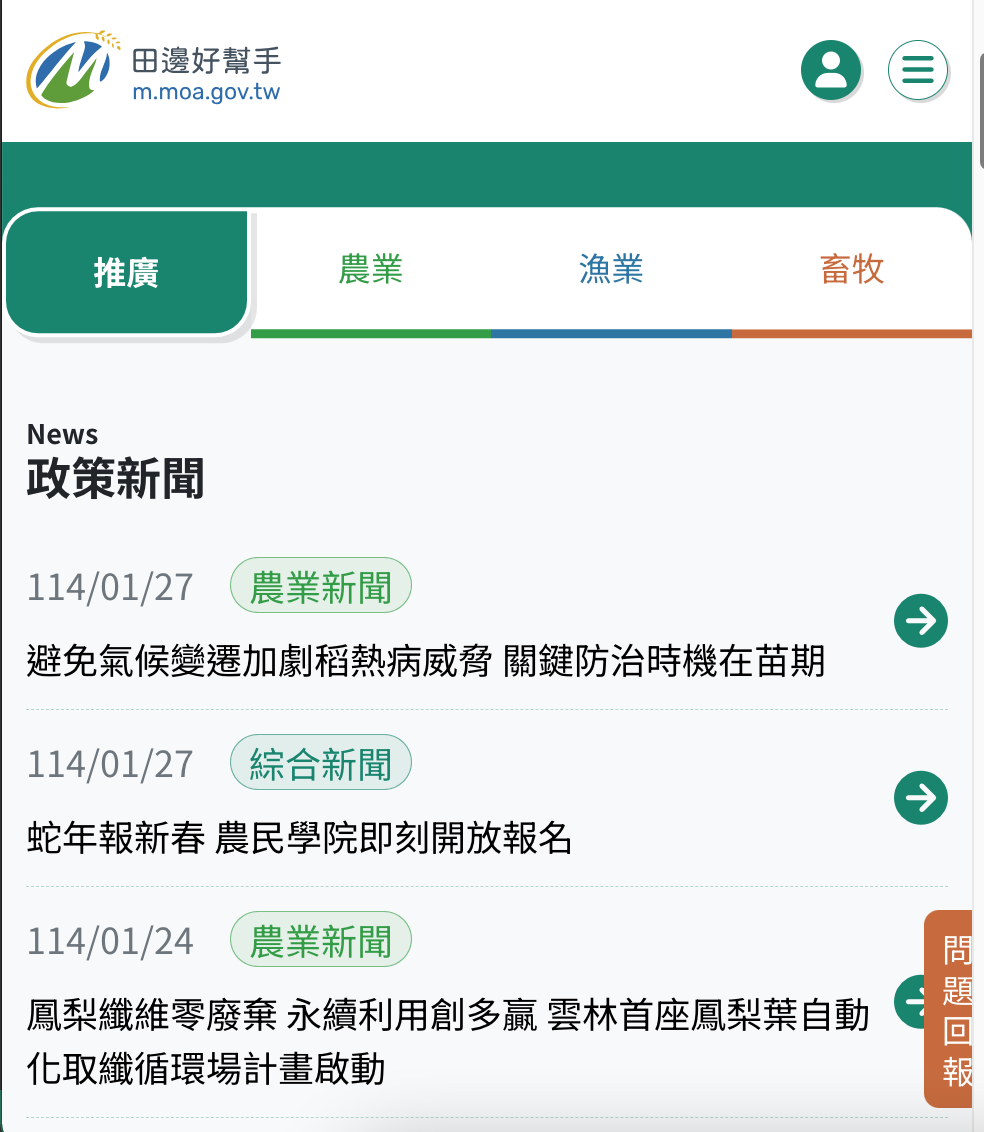 田邊好幫手
m.moa.gov.tw
推廣
農業
漁業
畜牧
News
政策新聞
114/01/27
農業新聞
避免氣候變遷加劇稻熱病威脅 關鍵防治時機在苗期
114/01/27
綜合新聞
蛇年報新春 農民學院即刻開放報名
114/01/24
農業新聞
鳳梨纖維零廢棄 永續利用創多贏 雲林首座鳳梨葉自動
化取纖循環場計畫啟動
問題回報